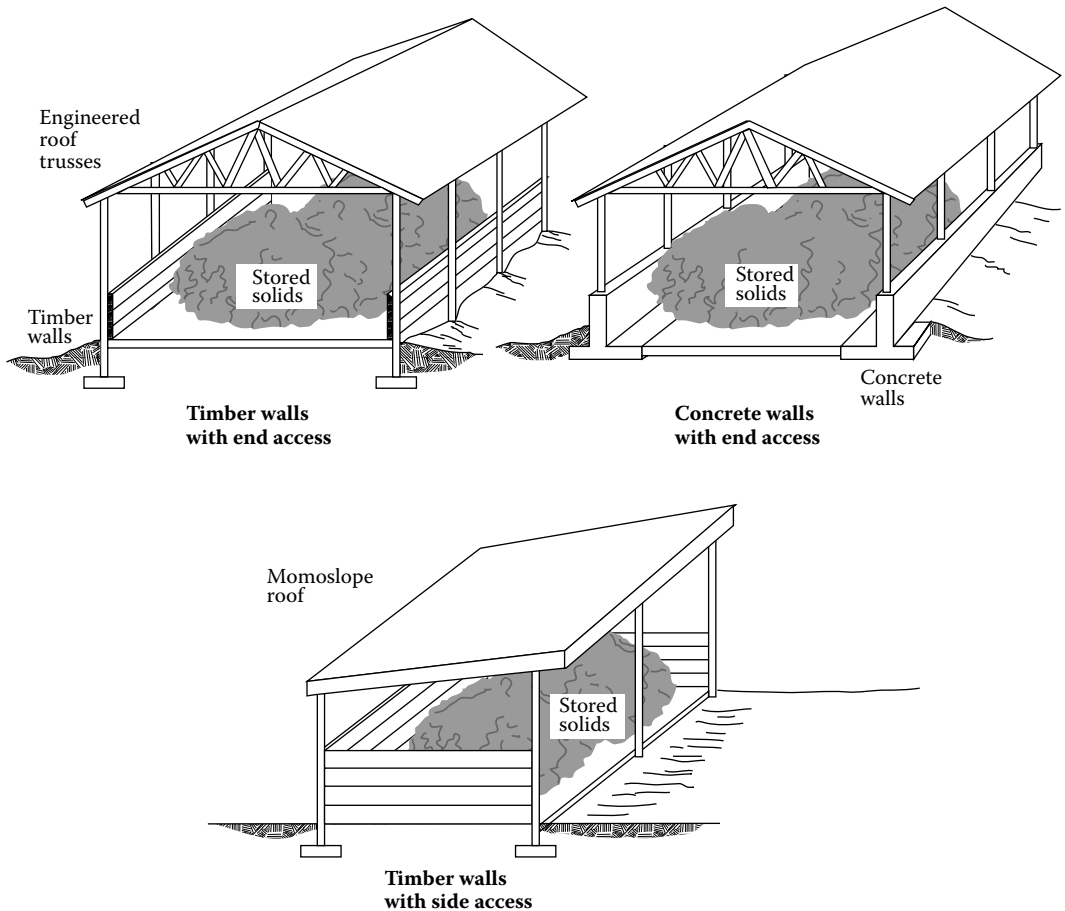 Engineered
roof
trusses
Stored
solids
Timber
walls
Timber walls
with end access
Stored
solids
Concrete
walls
Concrete walls
with end access
Momoslope
roof
Stored
solids
Timber walls
with side access